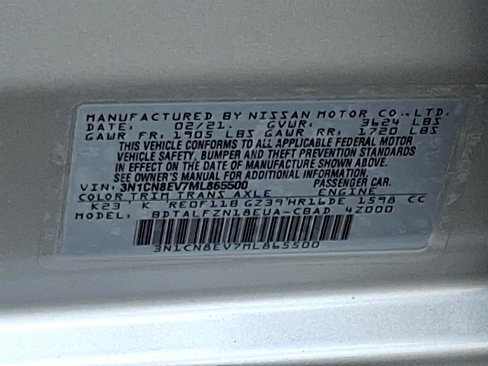 MANUFACTURED BY NISSAN MOTOR CO., LTD.
DATE: 02/21. GVWR: 3624 LBS
GAWR FR: 1905 LBS GAWR RR: 1720 LBS
THIS VEHICLE CONFORMS TO ALL APPLICABLE FEDERAL MOTOR
VEHICLE SAFETY, BUMPER AND THEFT PREVENTION STANDARDS
IN EFFECT ON THE DATE OF MANUFACTURE SHOWN ABOVE.
SEE OWNER'S MANUAL FOR ADDITIONAL INFORMATION.
VIN: 3N1CN8EV7ML865500 PASSENGER CAR
COLOR TRIM TRANS AXLE ENGINE
K23 K RE0F11B GZ39 HR16DE 1598 CC
MODEL: BDTALFZN18EUA-CBAD 4Z000
3N1CN8EV7ML865500